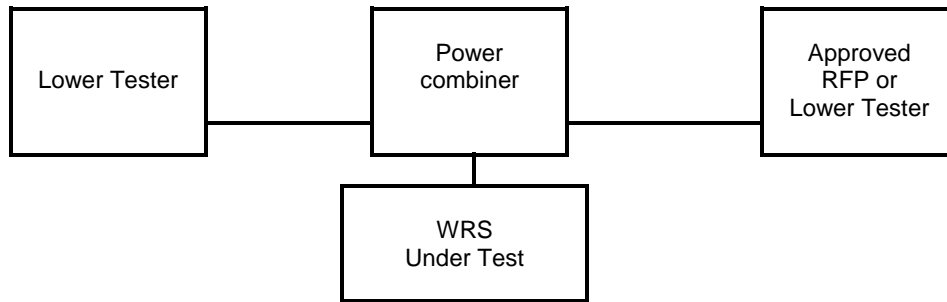 Lower Tester
Power
combiner
Approved
RFP or
Lower Tester
WRS
Under Test